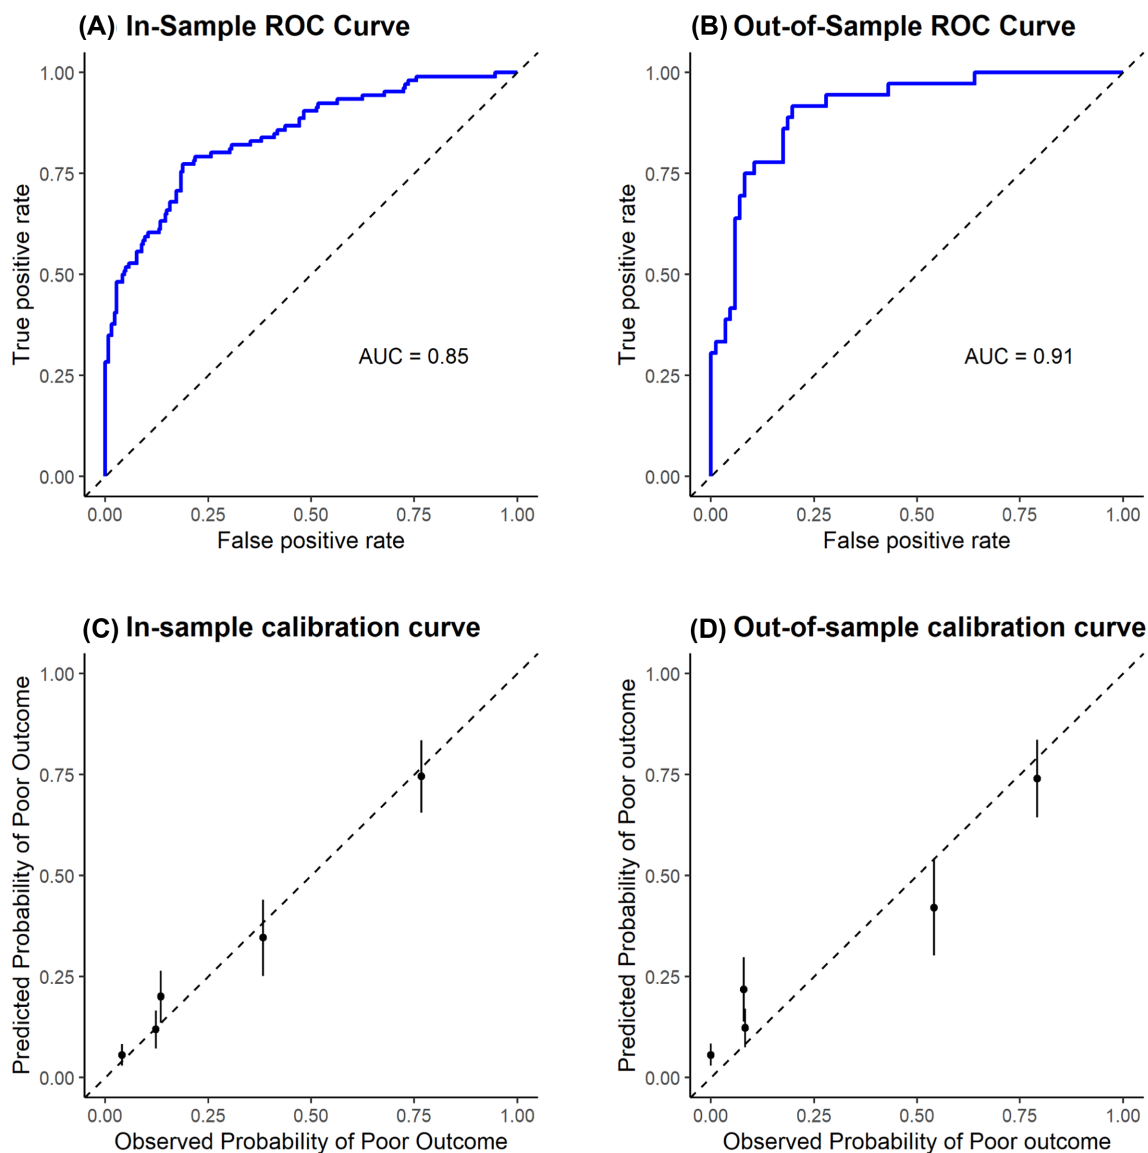 (A) In-Sample ROC Curve
True positive rate
1.00
0.75
0.50
0.25
0.00
AUC = 0.85
0.00 0.25 0.50 0.75 1.00
False positive rate
(B) Out-of-Sample ROC Curve
True positive rate
1.00
0.75
0.50
0.25
0.00
AUC = 0.91
0.00 0.25 0.50 0.75 1.00
False positive rate
(C) In-sample calibration curve
Predicted Probability of Poor Outcome
1.00
0.75
0.50
0.25
0.00
0.00 0.25 0.50 0.75 1.00
Observed Probability of Poor Outcome
(D) Out-of-sample calibration curve
Predicted Probability of Poor outcome
1.00
0.75
0.50
0.25
0.00
0.00 0.25 0.50 0.75 1.00
Observed Probability of Poor outcome